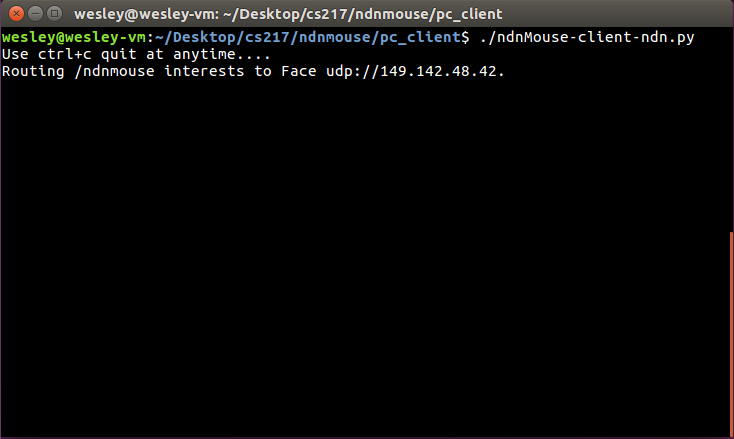 wesley@wesley-vm: ~/Desktop/cs217/ndnmouse/pc_client
wesley@wesley-vm:~/Desktop/cs217/ndnmouse/pc_client$ ./ndnMouse-client-ndn.py
Use ctrl+c quit at anytime....
Routing /ndnmouse interests to Face udp://149.142.48.42.